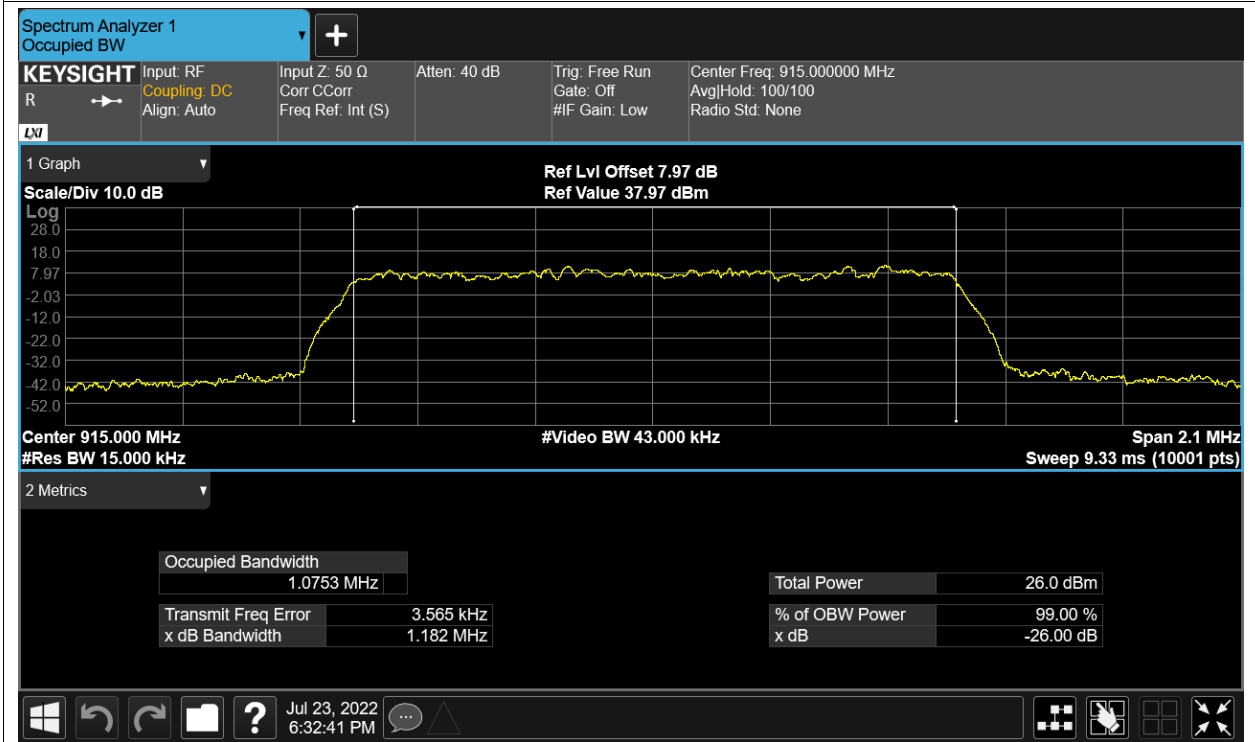 Spectrum Analyzer 1
Occupied BW
+
KEYSIGHT Input: RF Input Z: 50 Ω Atten: 40 dB Trig: Free Run Center Freq: 915.000000 MHz
R Coupling: DC Corr CCorr Gate: Off Avg|Hold: 100/100
Align: Auto Freq Ref: Int (S) #IF Gain: Low Radio Std: None
LXI
1 Graph
Ref Lvl Offset 7.97 dB
Scale/Div 10.0 dB Ref Value 37.97 dBm
Log
28.0
18.0
7.97
-2.03
-12.0
-22.0
-32.0
-42.0
-52.0
Center 915.000 MHz #Video BW 43.000 kHz Span 2.1 MHz
#Res BW 15.000 kHz Sweep 9.33 ms (10001 pts)
2 Metrics
Occupied Bandwidth
1.0753 MHz
Total Power 26.0 dBm
Transmit Freq Error 3.565 kHz % of OBW Power 99.00 %
x dB Bandwidth 1.182 MHz x dB -26.00 dB
? Jul 23, 2022
6:32:41 PM